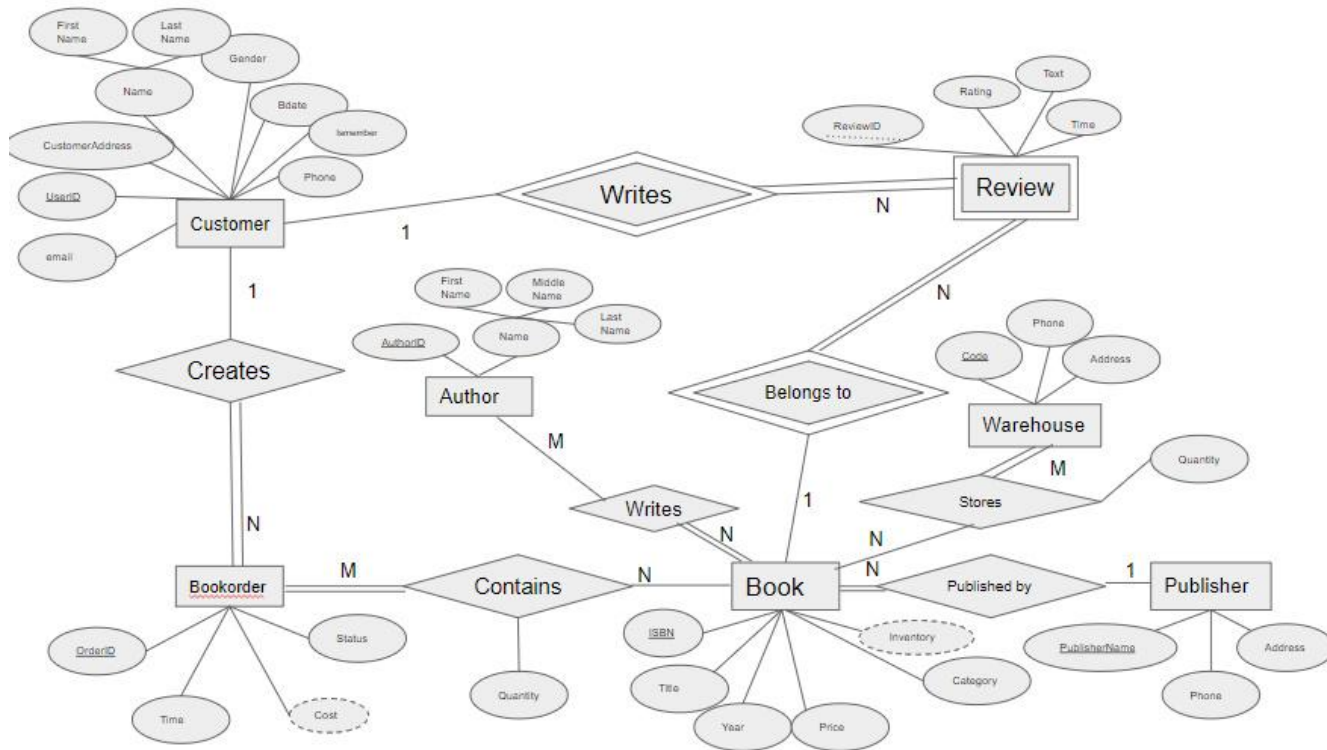 First
Name
Last
Name
Gender
Name
Bdate
Ismember
CustomerAddress
Phone
UserID
Customer
email
1
Writes
N
Review
ReviewID
Rating
Text
Time
1
Creates
N
First
Name
Middle
Name
Last
Name
AuthorID
Name
Author
M
Writes
N
N
Belongs to
1
Code
Phone
Address
Warehouse
M
Quantity
Stores
N
Bookorder
M
Contains
N
Book
N
Published by
1
Publisher
OrderID
Status
Time
Cost
Quantity
ISBN
Inventory
Title
Category
Year
Price
PublisherName
Address
Phone